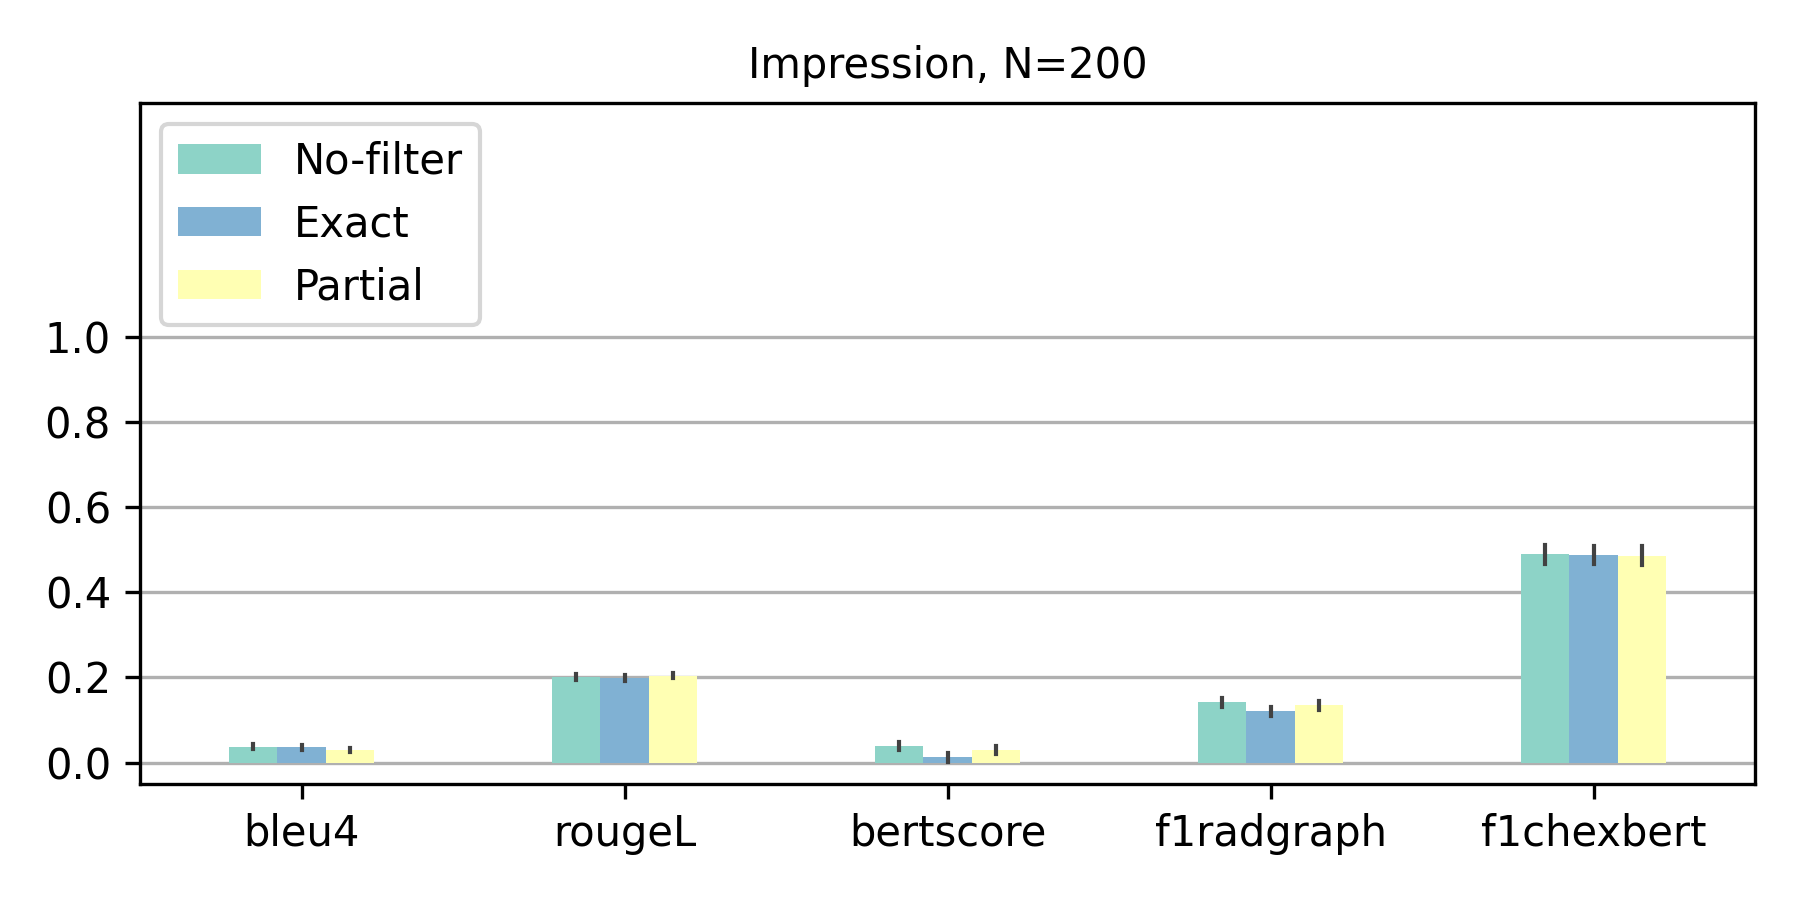 Impression, N=200
No-filter
Exact
Partial
1.0
0.8
0.6
0.4
0.2
0.0
bleu4 rougeL bertscore f1radgraph f1chexbert